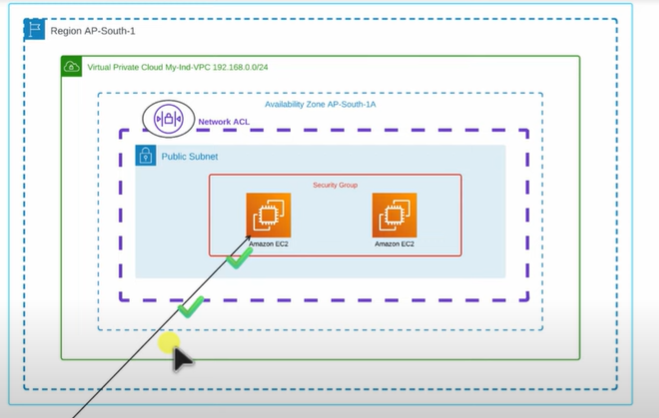 Region AP-South-1
Virtual Private Cloud My-Ind-VPC 192.168.0.0/24
Availability Zone AP-South-1A
Network ACL
Public Subnet
Security Group
Amazon EC2
Amazon EC2